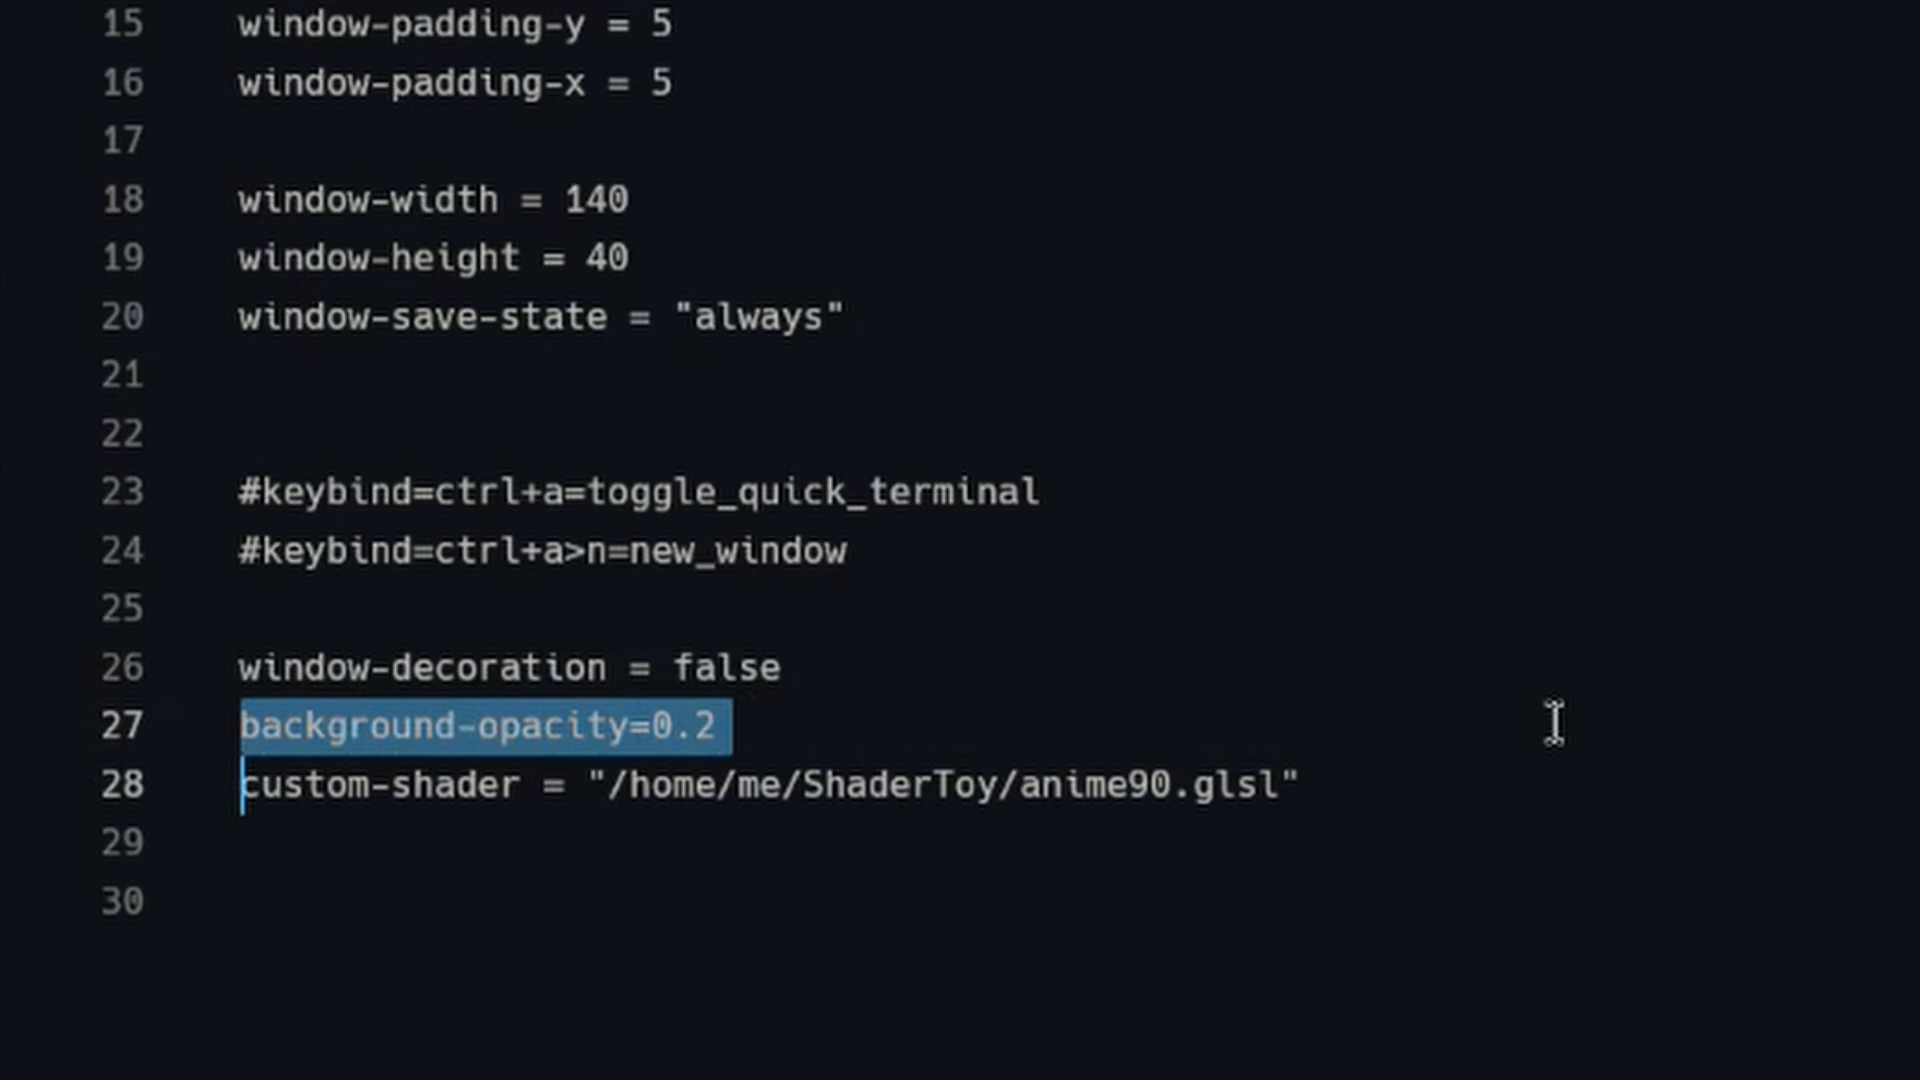 15 window-padding-y = 5
16 window-padding-x = 5
17
18 window-width = 140
19 window-height = 40
20 window-save-state = "always"
21
22
23 #keybind=ctrl+a=toggle_quick_terminal
24 #keybind=ctrl+a>n=new_window
25
26 window-decoration = false
27 background-opacity=0.2
28 custom-shader = "/home/me/ShaderToy/anime90.glsl"
29
30